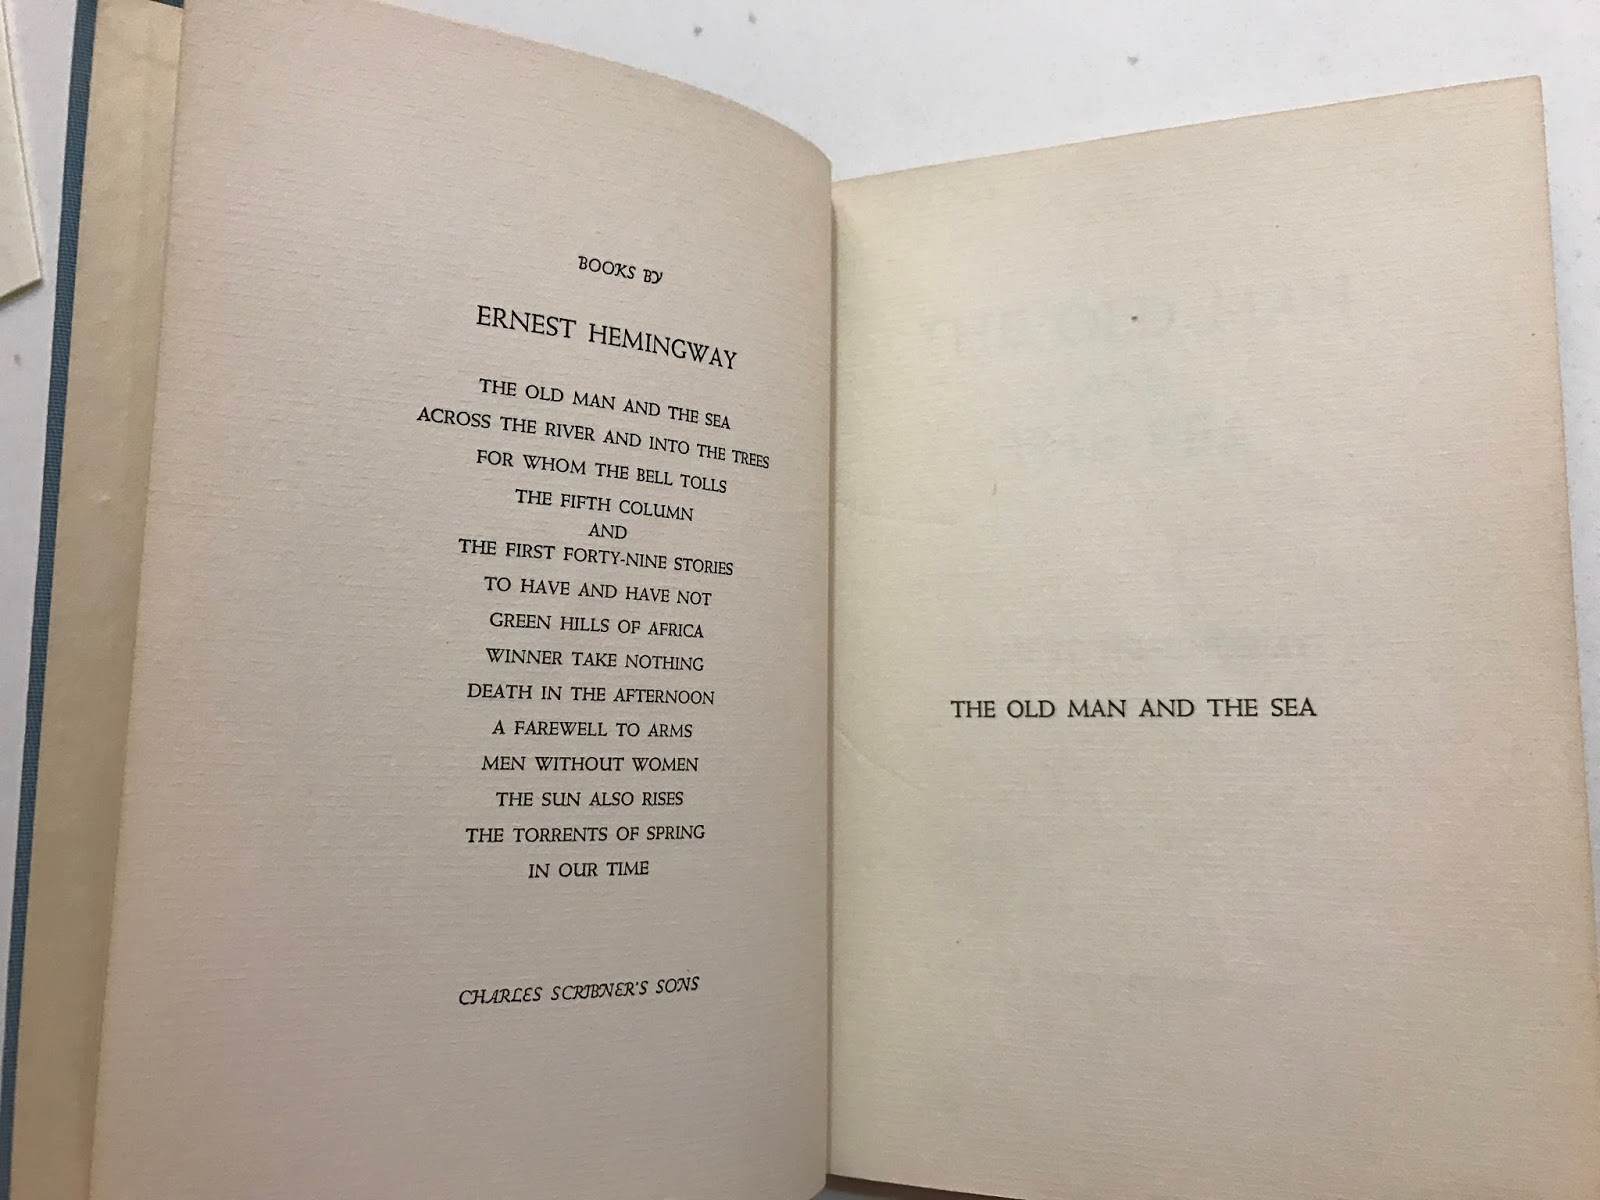 BOOKS BY
ERNEST HEMINGWAY
THE OLD MAN AND THE SEA
ACROSS THE RIVER AND INTO THE TREES
FOR WHOM THE BELL TOLLS
THE FIFTH COLUMN
AND
THE FIRST FORTY-NINE STORIES
TO HAVE AND HAVE NOT
GREEN HILLS OF AFRICA
WINNER TAKE NOTHING
DEATH IN THE AFTERNOON
A FAREWELL TO ARMS
MEN WITHOUT WOMEN
THE SUN ALSO RISES
THE TORRENTS OF SPRING
IN OUR TIME
CHARLES SCRIBNER'S SONS
THE OLD MAN AND THE SEA